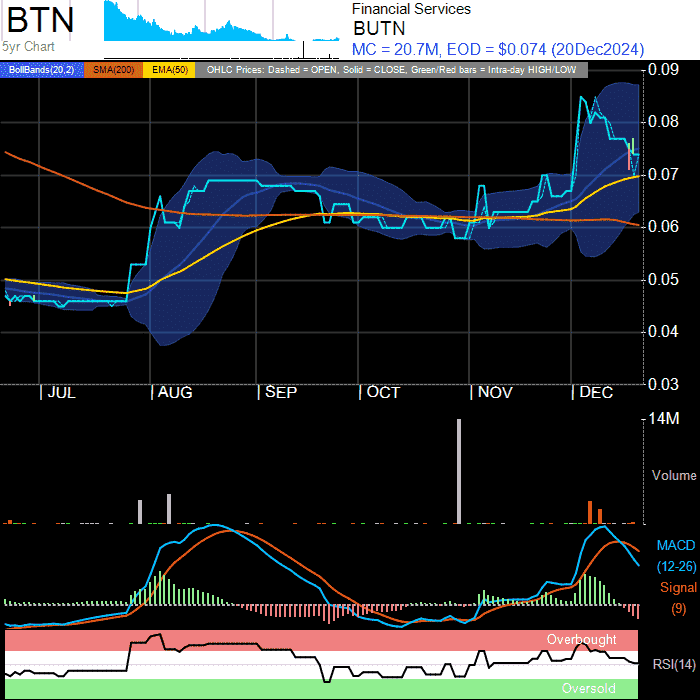 BTN
5yr Chart
Financial Services
BUTN
MC = 20.7M, EOD = $0.074 (20Dec2024)
BollBands(20,2) SMA(200) EMA(50) OHLC Prices: Dashed = OPEN, Solid = CLOSE, Green/Red bars = Intra-day HIGH/LOW
0.09
0.08
0.07
0.06
0.05
0.04
0.03
| JUL | AUG | SEP | OCT | NOV | DEC
14M
Volume
MACD
(12-26)
Signal
(9)
Overbought
RSI(14)
Oversold